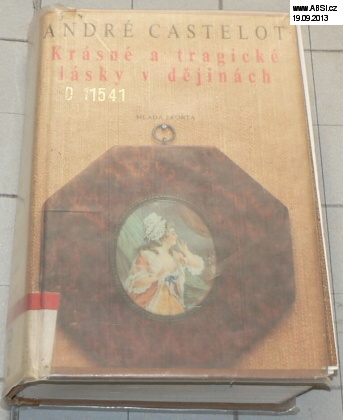 www.ABSI.cz
19.09.2013
ANDRÉ CASTELOT
Krásné a tragické
lásky v dějinách
D 11541
MLADÁ FRONTA